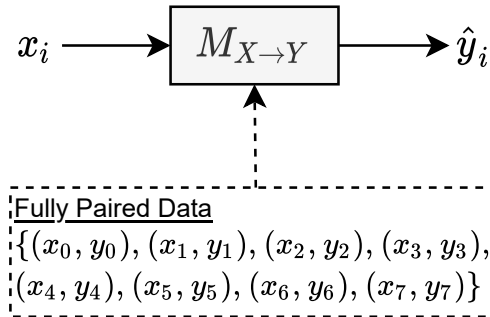 x_i M_{X→Y} ŷ_i
Fully Paired Data
{(x_0, y_0), (x_1, y_1), (x_2, y_2), (x_3, y_3),
(x_4, y_4), (x_5, y_5), (x_6, y_6), (x_7, y_7)}